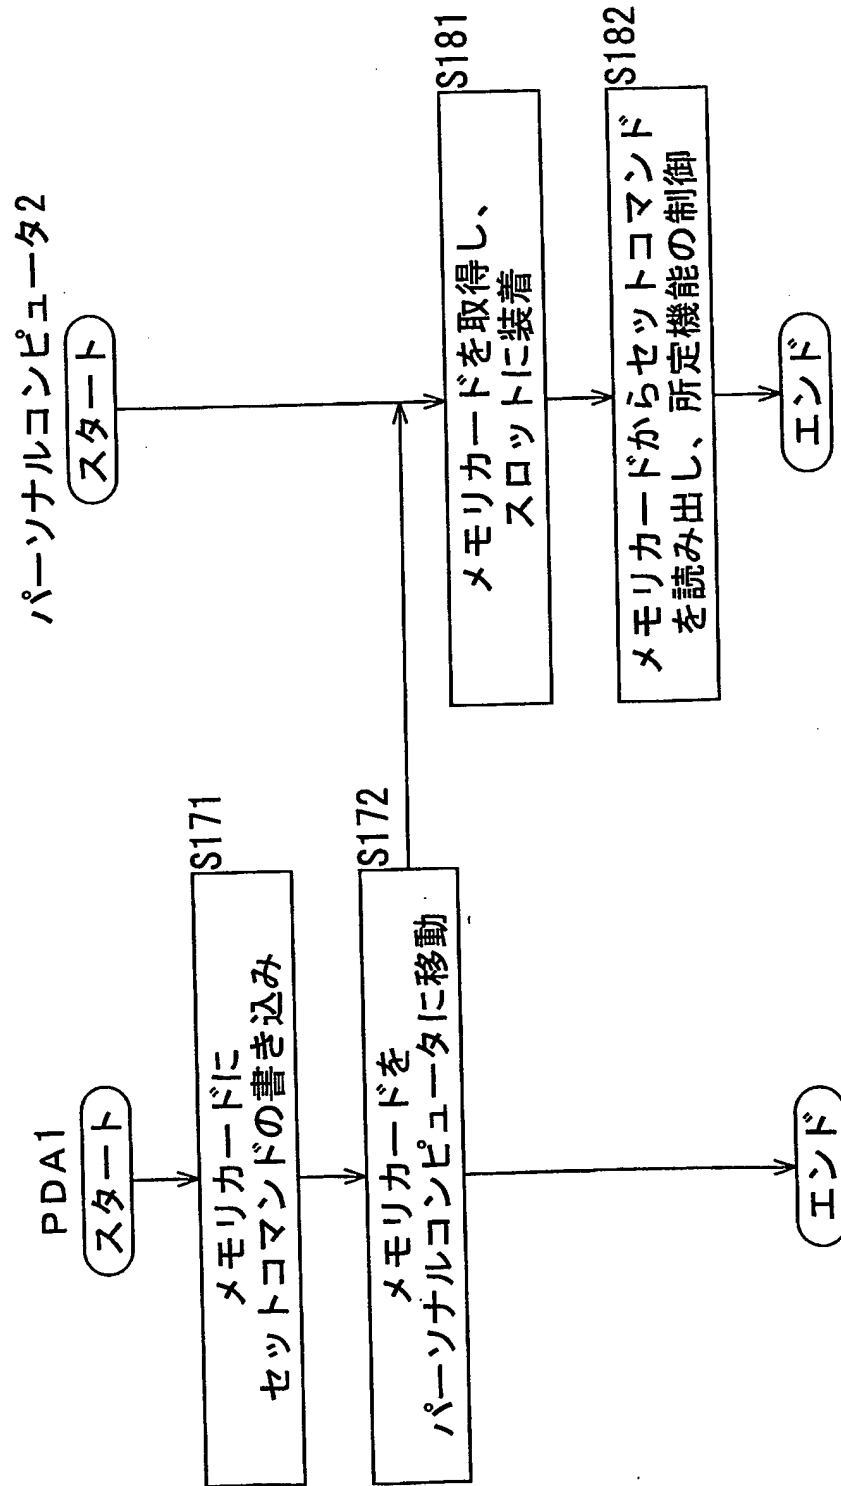 PDA1
スタート
S171
メモリカードに
セットコマンドの書き込み
S172
メモリカードを
パーソナルコンピュータに移動
エンド
パーソナルコンピュータ2
スタート
S181
メモリカードを取得し、
スロットに装着
S182
メモリカードからセットコマンド
を読み出し、所定機能の制御
エンド